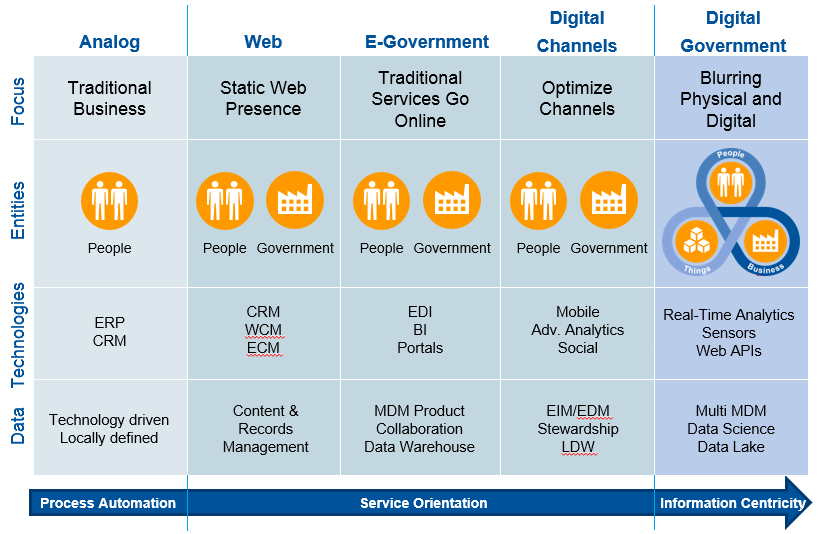 Analog
Web
E-Government
Digital
Channels
Digital
Government
Focus
Traditional
Business
Static Web
Presence
Traditional
Services Go
Online
Optimize
Channels
Blurring
Physical and
Digital
Entities
People
People
Government
People
Government
People
Government
People
Things
Business
Technologies
ERP
CRM
CRM
WCM
ECM
EDI
BI
Portals
Mobile
Adv. Analytics
Social
Real-Time Analytics
Sensors
Web APIs
Data
Technology driven
Locally defined
Content &
Records
Management
MDM Product
Collaboration
Data Warehouse
EIM/EDM
Stewardship
LDW
Multi MDM
Data Science
Data Lake
Process Automation
Service Orientation
Information Centricity